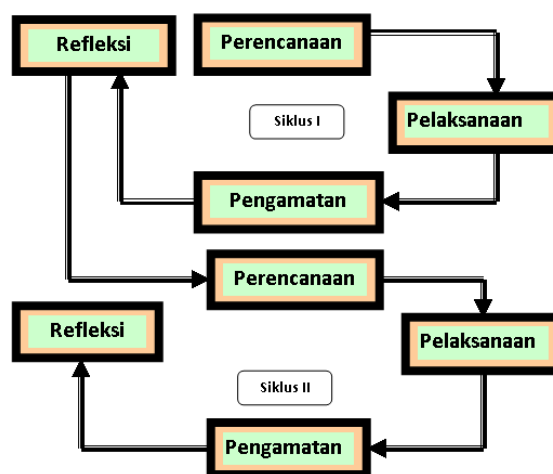 Refleksi
Perencanaan
Siklus I
Pelaksanaan
Pengamatan
Perencanaan
Refleksi
Pelaksanaan
Siklus II
Pengamatan